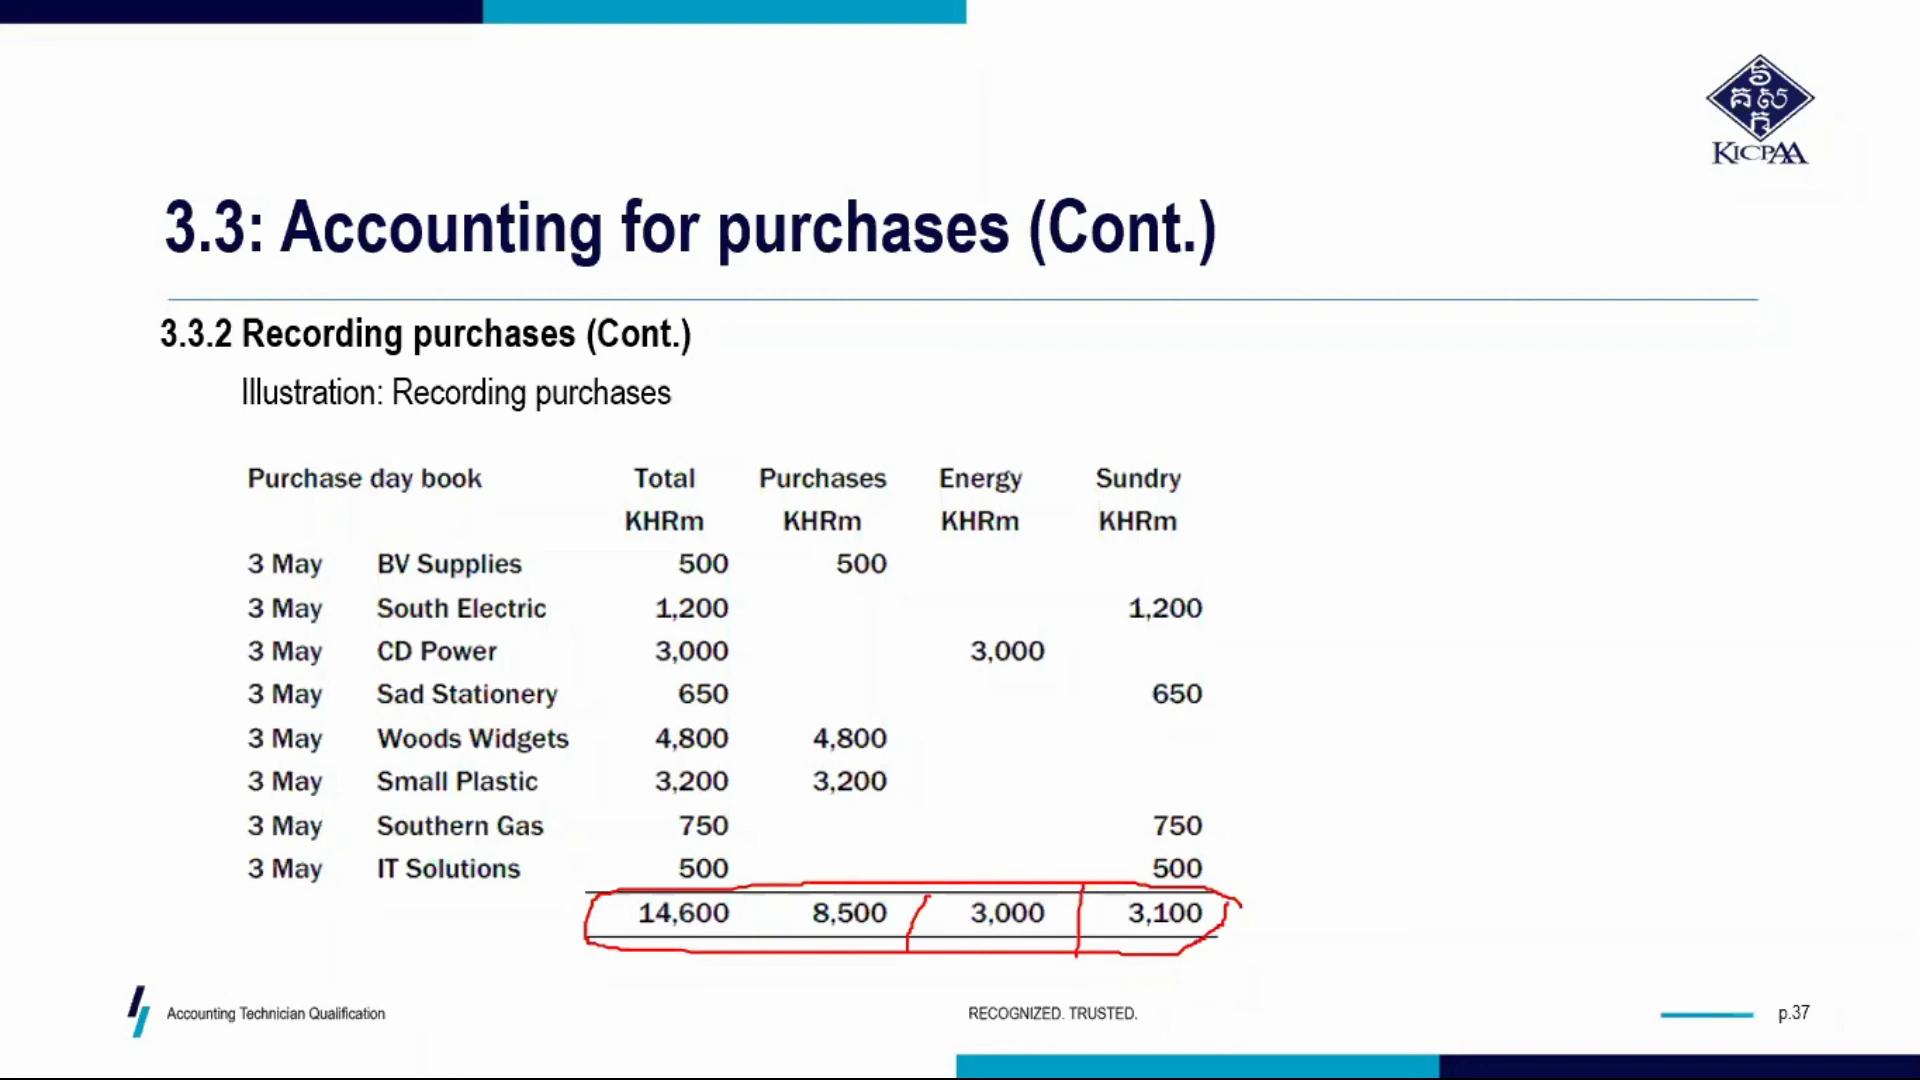 វិ
គ ស
ក
KICPAA
3.3: Accounting for purchases (Cont.)
3.3.2 Recording purchases (Cont.)
Illustration: Recording purchases
Purchase day book Total Purchases Energy Sundry
KHRm KHRm KHRm KHRm
3 May BV Supplies 500 500
3 May South Electric 1,200 1,200
3 May CD Power 3,000 3,000
3 May Sad Stationery 650 650
3 May Woods Widgets 4,800 4,800
3 May Small Plastic 3,200 3,200
3 May Southern Gas 750 750
3 May IT Solutions 500 500
14,600 8,500 3,000 3,100
Accounting Technician Qualification RECOGNIZED. TRUSTED. p.37